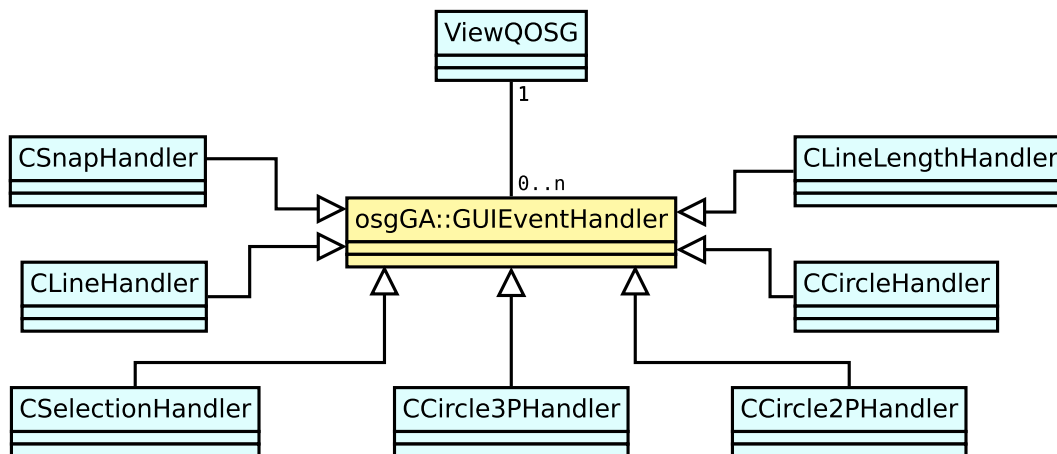 ViewQOSG
1
CSnapHandler
CLineLengthHandler
0..n
osgGA::GUIEventHandler
CLineHandler
CCircleHandler
CSelectionHandler
CCircle3PHandler
CCircle2PHandler